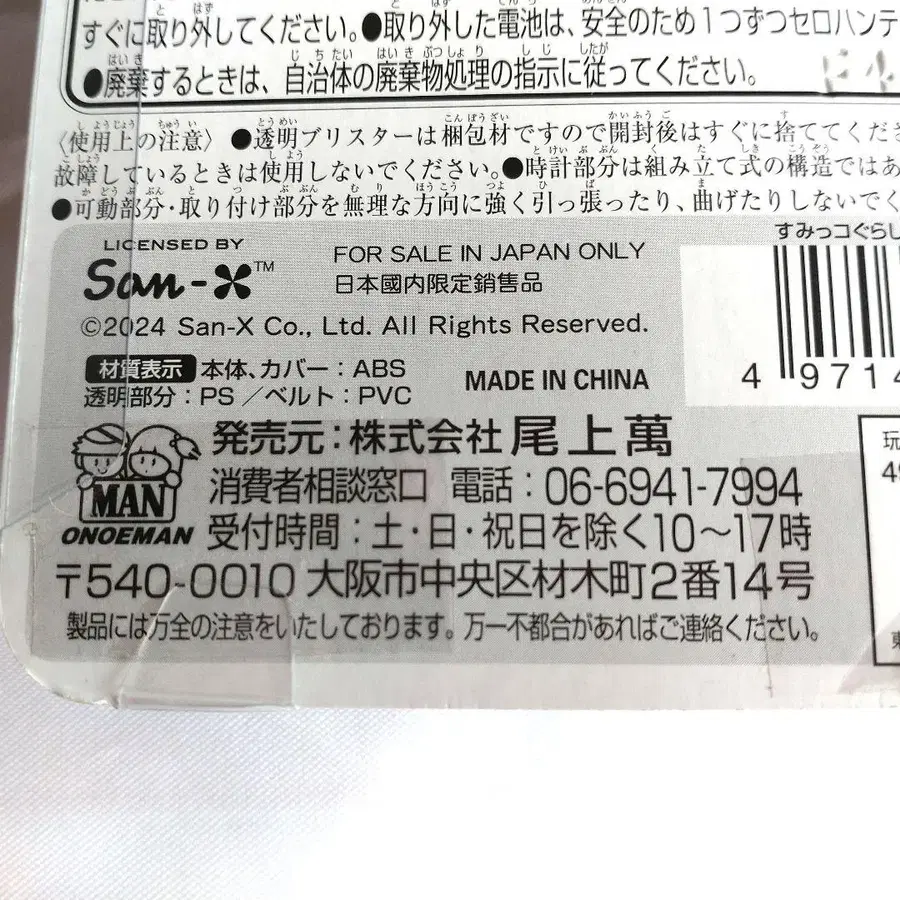 すぐに取り外してください。●取り外した電池は、安全のため1つずつセロハンテ
●廃棄するときは、自治体の廃棄物処理の指示に従ってください。
〈使用上の注意〉●透明ブリスターは梱包材ですので開封後はすぐに捨ててくださ
故障しているときは使用しないでください。●時計部分は組み立て式の構造ではあ
●可動部分・取り付け部分を無理な方向に強く引っ張ったり、曲げたりしないでく
すみっコぐらし
LICENSED BY
San-X™
FOR SALE IN JAPAN ONLY
日本國内限定銷售品
©2024 San-X Co., Ltd. All Rights Reserved.
材質表示 本体、カバー：ABS
透明部分：PS／ベルト：PVC
MADE IN CHINA
4 9714
MAN
ONOEMAN
発売元：株式会社 尾上萬
消費者相談窓口 電話：06-6941-7994
受付時間：土・日・祝日を除く10～17時
〒540-0010 大阪市中央区材木町2番14号
製品には万全の注意をいたしております。万一不都合があればご連絡ください。
玩
49
東